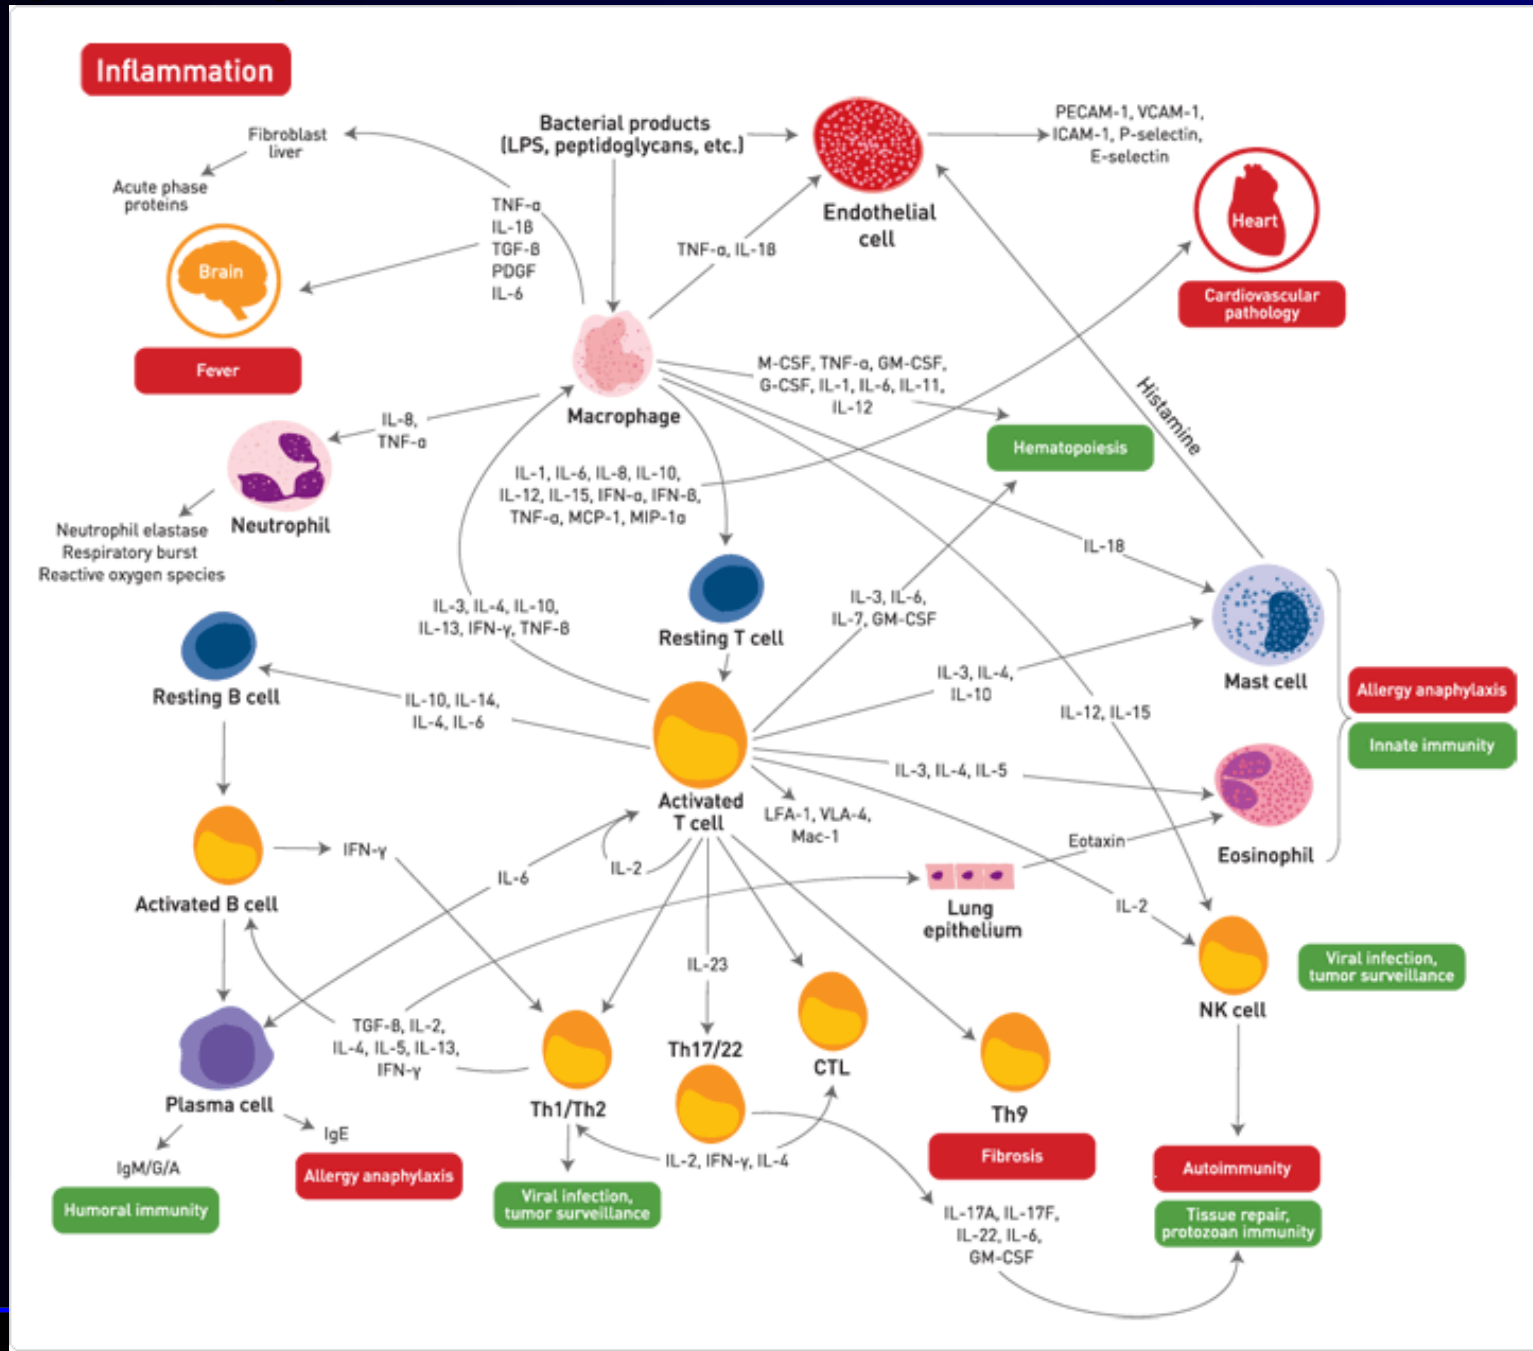 Inflammation
Fibroblast
liver
Acute phase
proteins
Bacterial products
(LPS, peptidoglycans, etc.)
PECAM-1, VCAM-1,
ICAM-1, P-selectin,
E-selectin
Endothelial
cell
Heart
Cardiovascular
pathology
TNF-α
IL-1β
TGF-β
PDGF
IL-6
TNF-α, IL-1β
Brain
Fever
Macrophage
M-CSF, TNF-α, GM-CSF,
G-CSF, IL-1, IL-6, IL-11,
IL-12
Hematopoiesis
Histamine
IL-8,
TNF-α
Neutrophil
Neutrophil elastase
Respiratory burst
Reactive oxygen species
IL-1, IL-6, IL-8, IL-10,
IL-12, IL-15, IFN-α, IFN-β,
TNF-α, MCP-1, MIP-1α
IL-18
IL-3, IL-4, IL-10,
IL-13, IFN-γ, TNF-β
Resting T cell
IL-3, IL-6,
IL-7, GM-CSF
Mast cell
Resting B cell
IL-10, IL-14,
IL-4, IL-6
IL-3, IL-4,
IL-10
IL-12, IL-15
Allergy anaphylaxis
Innate immunity
IL-3, IL-4, IL-5
Activated
T cell
LFA-1, VLA-4,
Mac-1
Eotaxin
Eosinophil
IFN-γ
IL-6
IL-2
Activated B cell
Lung
epithelium
IL-2
IL-23
NK cell
Viral infection,
tumor surveillance
TGF-β, IL-2,
IL-4, IL-5, IL-13,
IFN-γ
Th17/22
CTL
Plasma cell
Th1/Th2
Th9
IgE
IgM/G/A
Allergy anaphylaxis
Humoral immunity
IL-2, IFN-γ, IL-4
Viral infection,
tumor surveillance
Fibrosis
IL-17A, IL-17F,
IL-22, IL-6,
GM-CSF
Autoimmunity
Tissue repair,
protozoan immunity